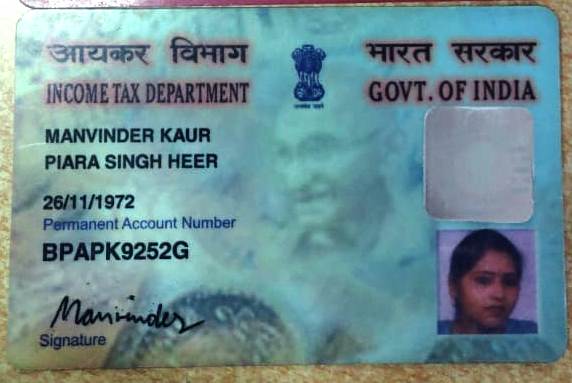 आयकर विभाग
INCOME TAX DEPARTMENT
भारत सरकार
GOVT. OF INDIA
MANVINDER KAUR
PIARA SINGH HEER
26/11/1972
Permanent Account Number
BPAPK9252G
Manvinder
Signature